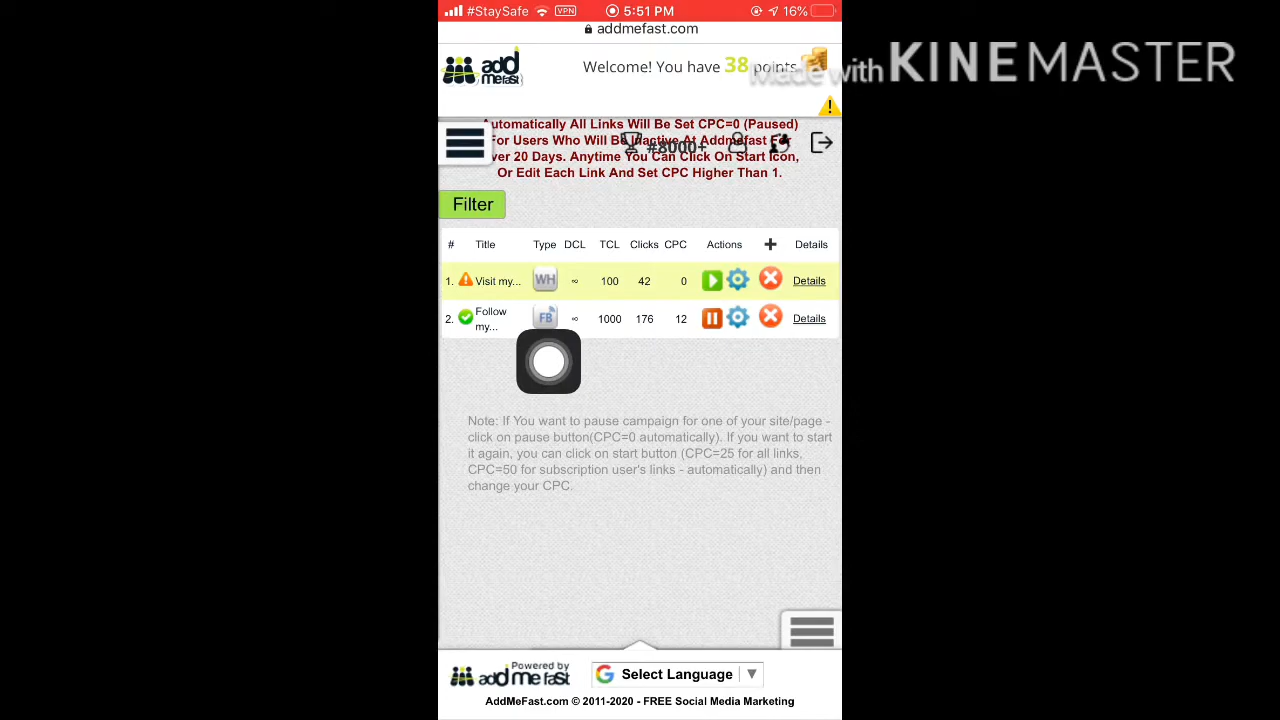 #StaySafe VPN 5:51 PM 16%
addmefast.com
Made with KINEMASTER
add me fast
Welcome! You have 38 points
Automatically All Links Will Be Set CPC=0 (Paused)
For Users Who Will Be Inactive At Addmefast
#8000+
Over 20 Days. Anytime You Can Click On Start Icon,
Or Edit Each Link And Set CPC Higher Than 1.
Filter
# Title Type DCL TCL Clicks CPC Actions + Details
1. Visit my... WH ∞ 100 42 0 Details
2. Follow my... FB ∞ 1000 176 12 Details
Note: If You want to pause campaign for one of your site/page -
click on pause button(CPC=0 automatically). If you want to start
it again, you can click on start button (CPC=25 for all links,
CPC=50 for subscription user's links - automatically) and then
change your CPC.
Powered by
add me fast
G Select Language ▼
AddMeFast.com © 2011-2020 - FREE Social Media Marketing